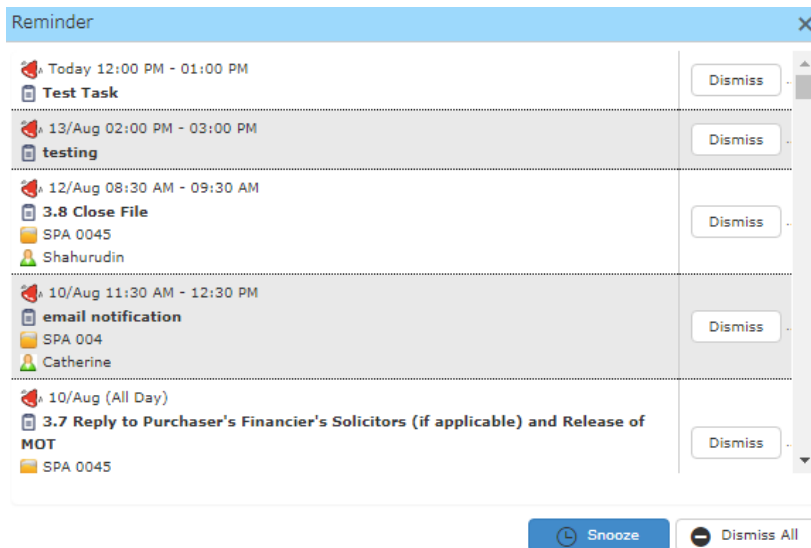 Reminder
Today 12:00 PM - 01:00 PM
Test Task
Dismiss
13/Aug 02:00 PM - 03:00 PM
testing
Dismiss
12/Aug 08:30 AM - 09:30 AM
3.8 Close File
SPA 0045
Shahurudin
Dismiss
10/Aug 11:30 AM - 12:30 PM
email notification
SPA 004
Catherine
Dismiss
10/Aug (All Day)
3.7 Reply to Purchaser's Financier's Solicitors (if applicable) and Release of
MOT
SPA 0045
Dismiss
Snooze
Dismiss All